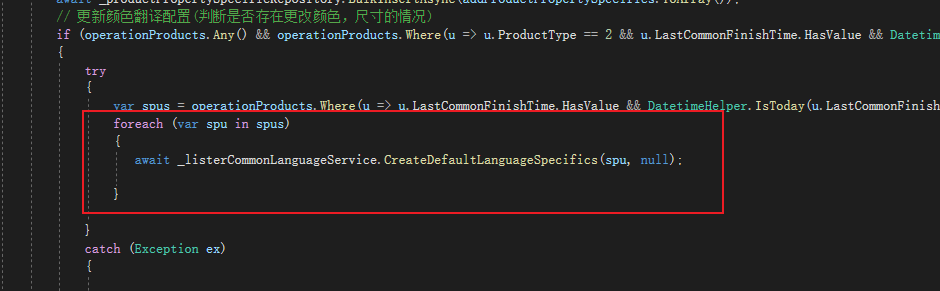 await _productPropertySpecificRepository.BulkInsertAsync(addProductPropertySpecifics.ToArray());
// 更新颜色翻译配置(判断是否存在更改颜色，尺寸的情况)
if (operationProducts.Any() && operationProducts.Where(u => u.ProductType == 2 && u.LastCommonFinishTime.HasValue && Datetim
{
try
{
var spus = operationProducts.Where(u => u.LastCommonFinishTime.HasValue && DatetimeHelper.IsToday(u.LastCommonFinish
foreach (var spu in spus)
{
await _listerCommonLanguageService.CreateDefaultLanguageSpecifics(spu, null);
}
}
catch (Exception ex)
{